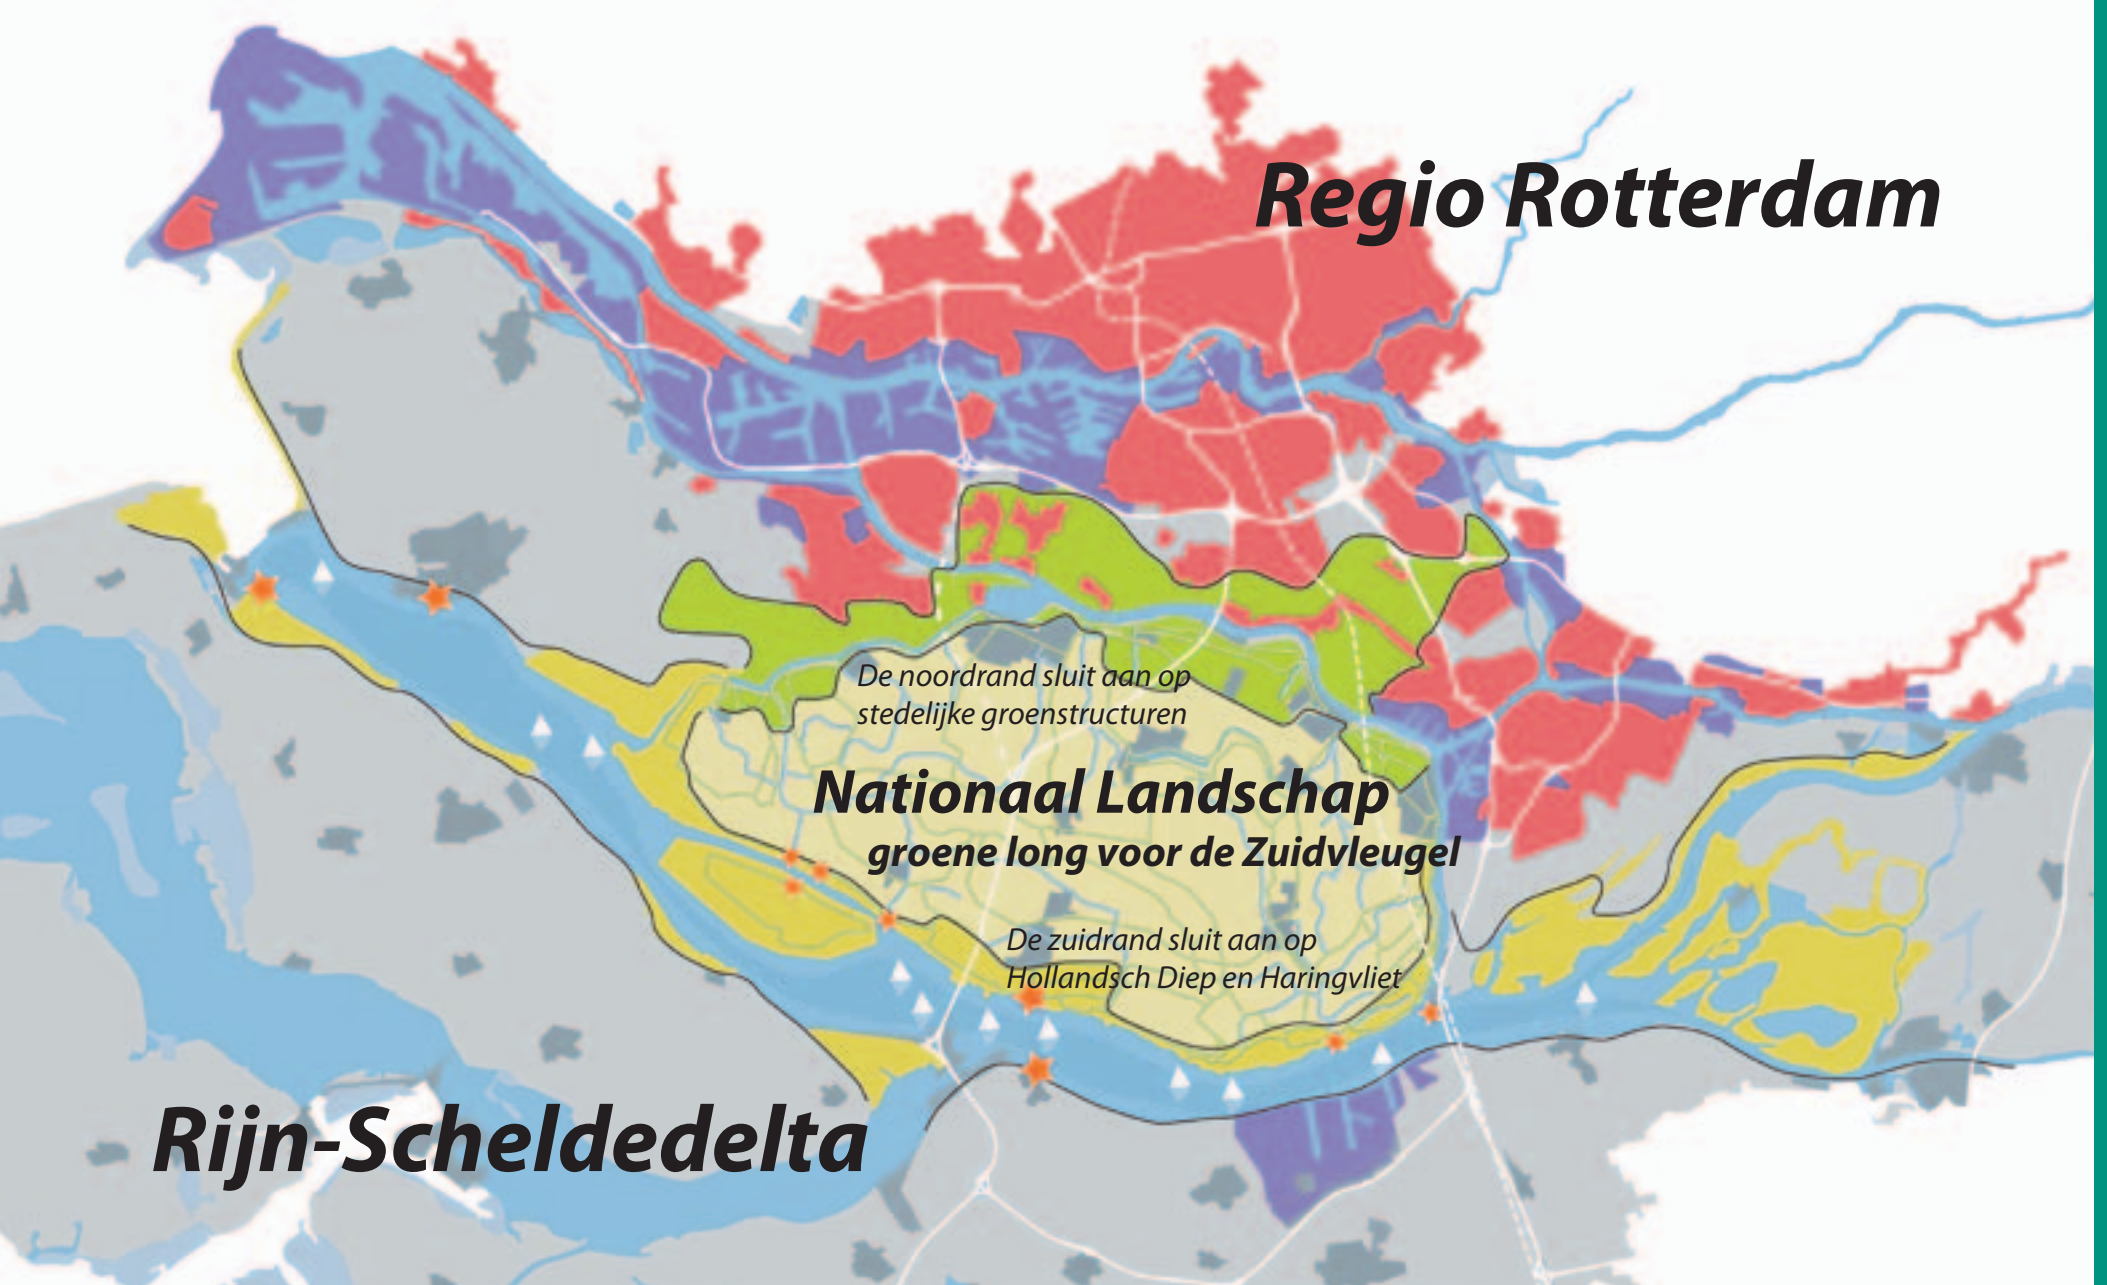 Regio Rotterdam
De noordrand sluit aan op
stedelijke groenstructuren
Nationaal Landschap
groene long voor de Zuidvleugel
De zuidrand sluit aan op
Hollandsch Diep en Haringvliet
Rijn-Scheldedelta